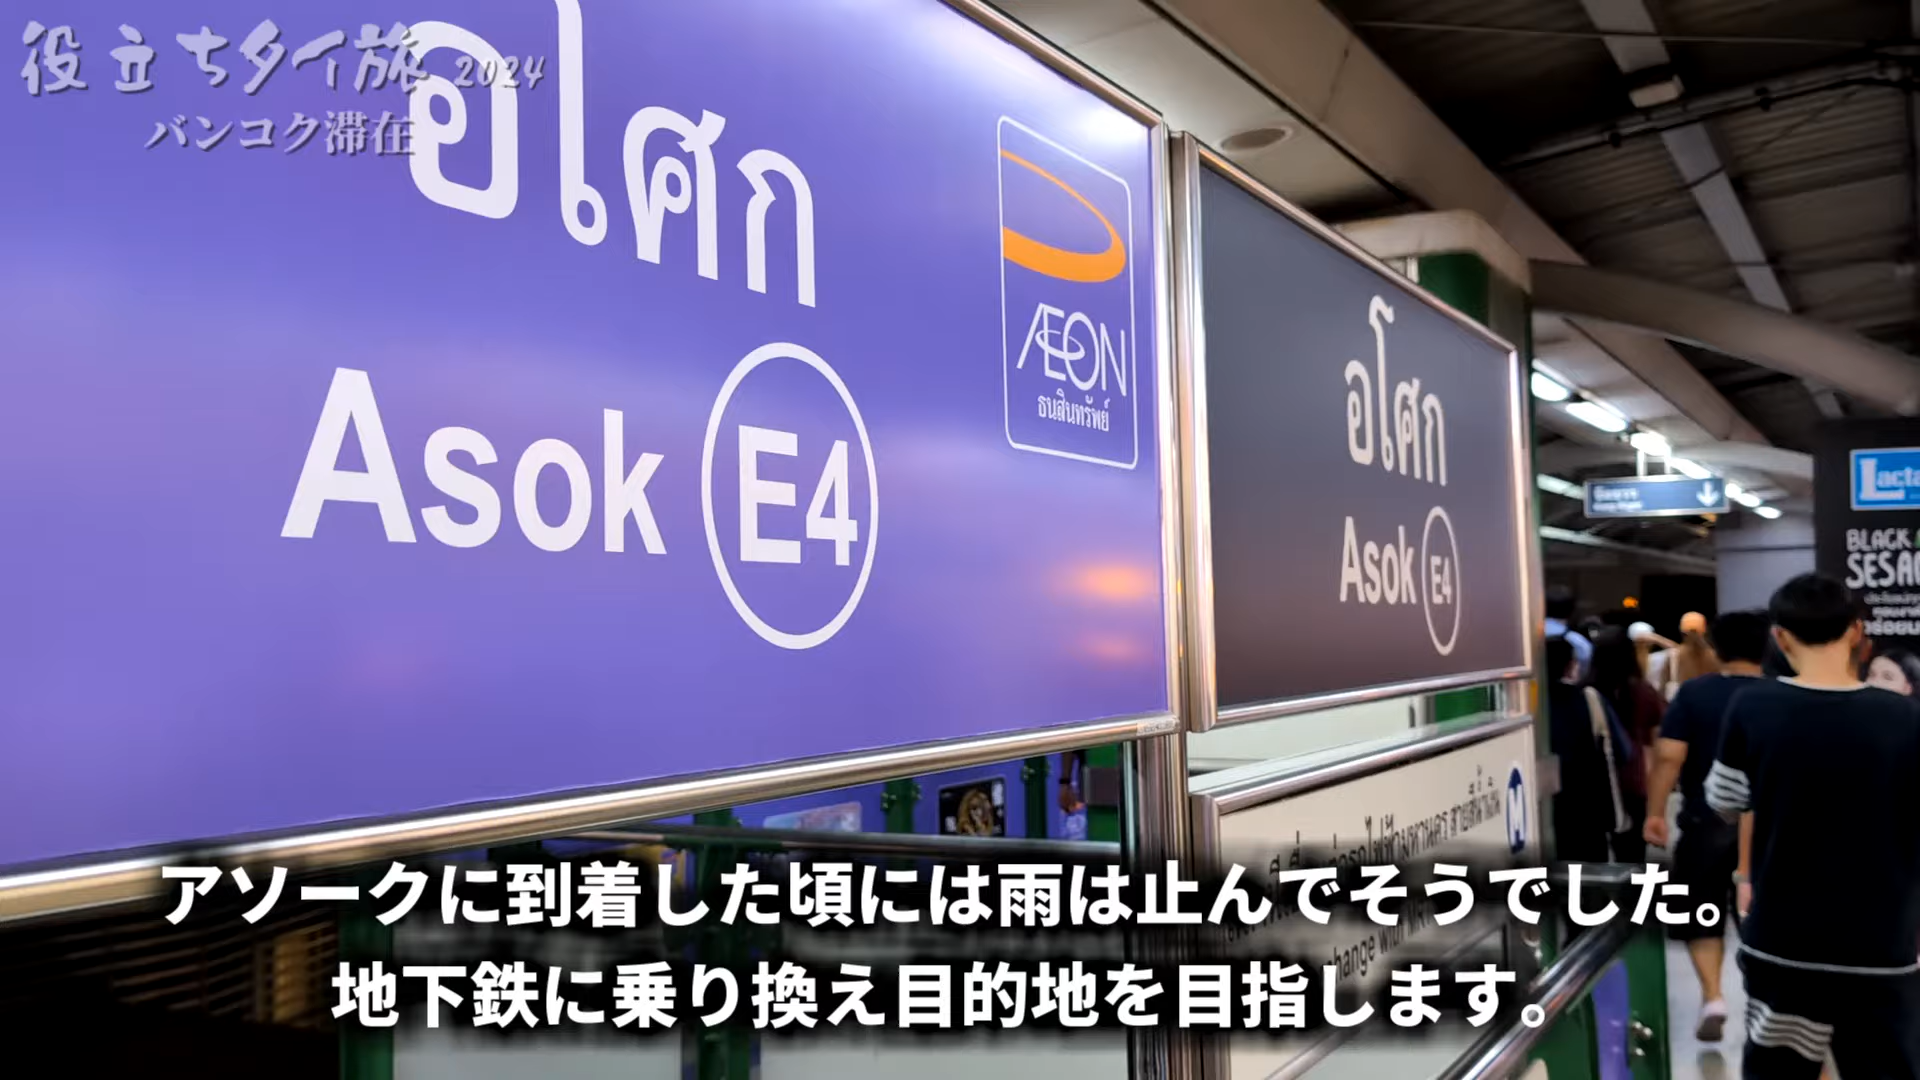 役立ちタイ旅 2024
バンコク滞在
อโศก
Asok E4
ÆON
ธนสินทรัพย์
อโศก
Asok E4
Lacta
BLACK
SESA
M
アソークに到着した頃には雨は止んでそうでした。
地下鉄に乗り換え目的地を目指します。